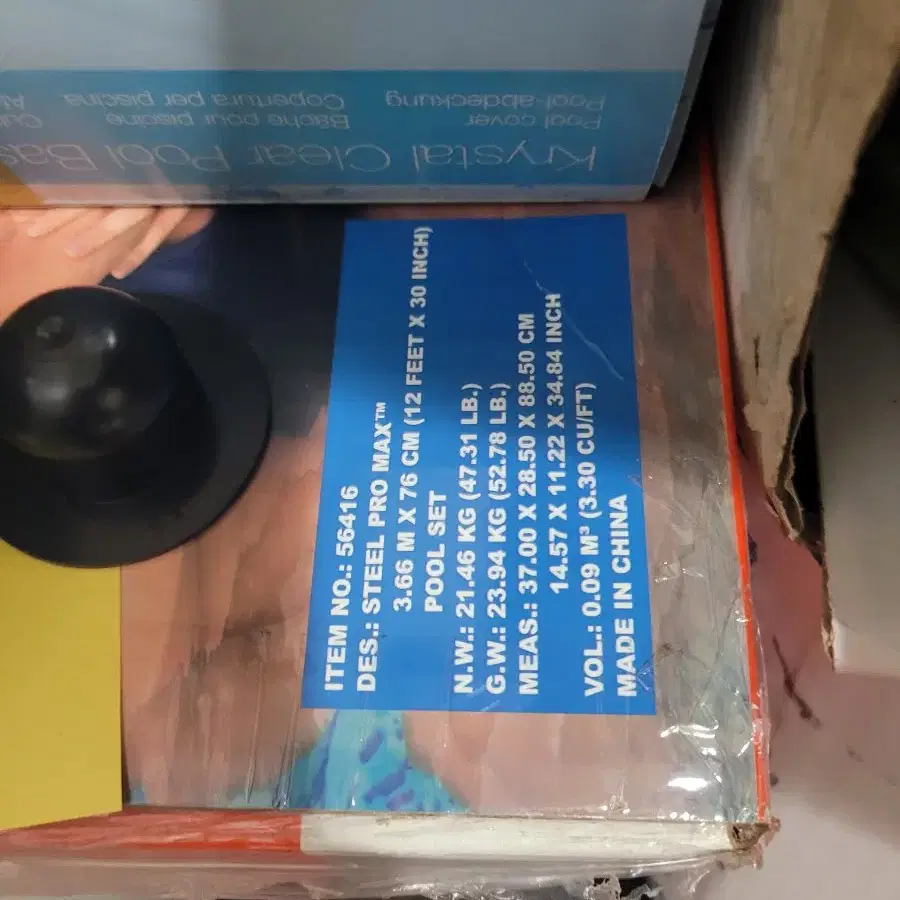 Krystal Clear Pool Bas
Pool cover
Bâche pour piscine
Pool-abdeckung
Copertura per piscina
ITEM NO.: 56416
DES.: STEEL PRO MAX™
3.66 M X 76 CM (12 FEET X 30 INCH)
POOL SET
N.W.: 21.46 KG (47.31 LB.)
G.W.: 23.94 KG (52.78 LB.)
MEAS.: 37.00 X 28.50 X 88.50 CM
14.57 X 11.22 X 34.84 INCH
VOL.: 0.09 M³ (3.30 CU/FT)
MADE IN CHINA